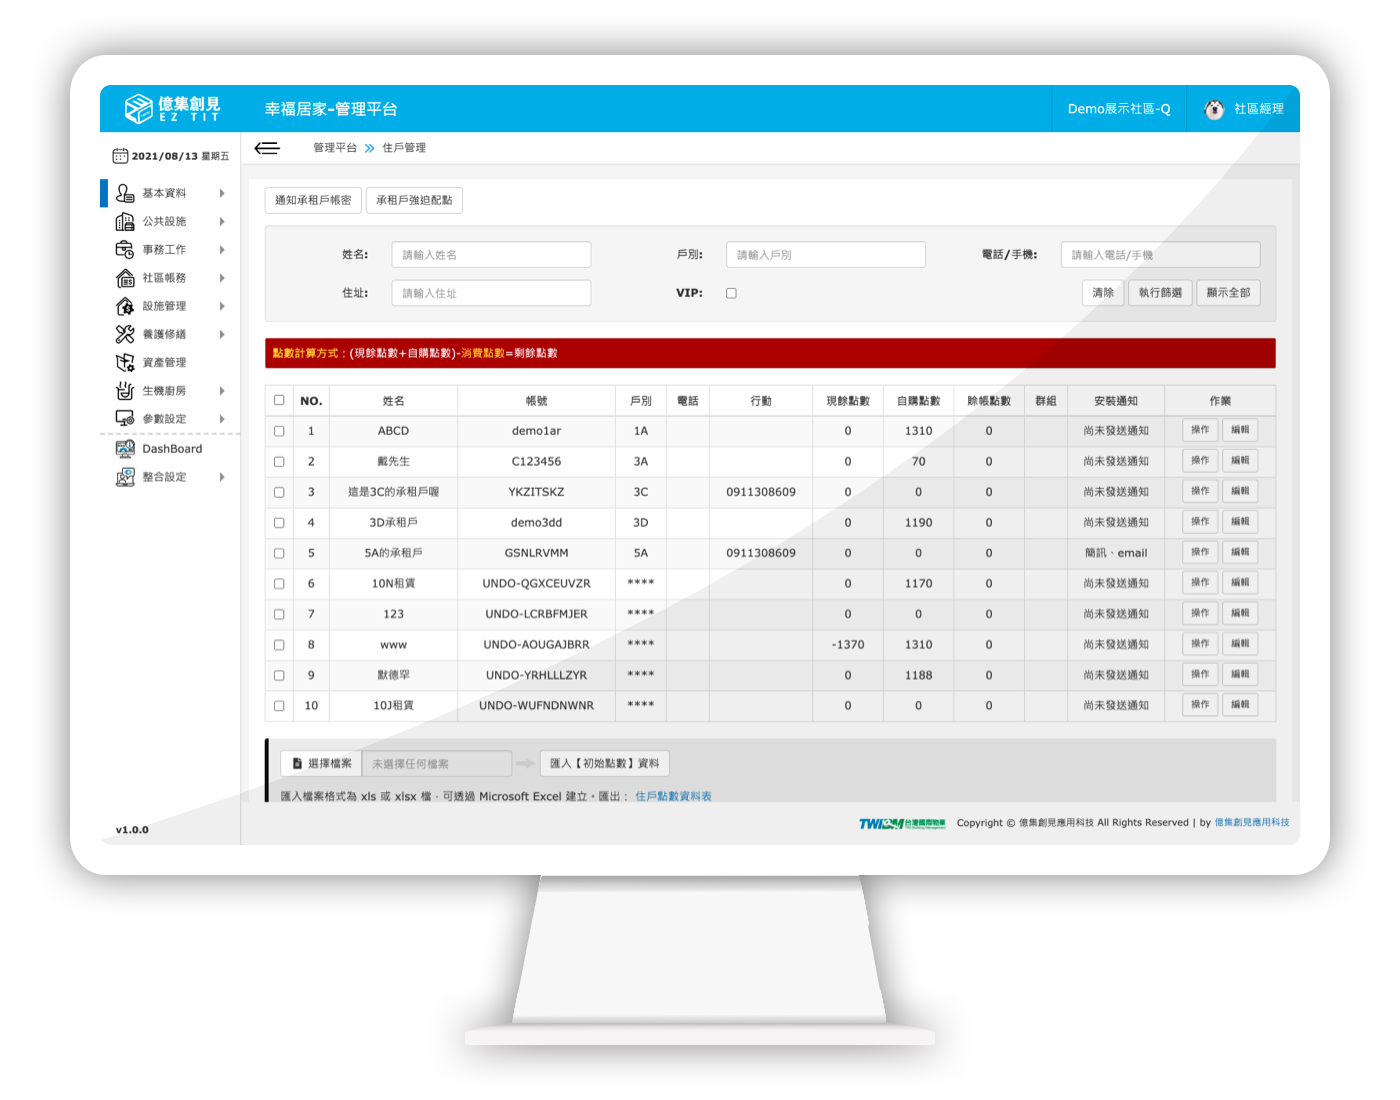 億集創見
EZ TIT
幸福居家-管理平台
Demo展示社區-Q
社區經理
2021/08/13 星期五
管理平台 住戶管理
基本資料
公共設施
事務工作
社區帳務
設施管理
養護修繕
資產管理
生機廚房
參數設定
DashBoard
整合設定
v1.0.0
通知承租戶帳密 承租戶強迫配點
姓名: 請輸入姓名 戶別: 請輸入戶別 電話/手機: 請輸入電話/手機
住址: 請輸入住址 VIP: 清除 執行篩選 顯示全部
點數計算方式：(現餘點數+自購點數)-消費點數=剩餘點數
NO. 姓名 帳號 戶別 電話 行動 現餘點數 自購點數 賒帳點數 群組 安裝通知 作業
1 ABCD demo1ar 1A 0 1310 0 尚未發送通知 操作 編輯
2 戴先生 C123456 3A 0 70 0 尚未發送通知 操作 編輯
3 這是3C的承租戶喔 YKZITSKZ 3C 0911308609 0 0 0 尚未發送通知 操作 編輯
4 3D承租戶 demo3dd 3D 0 1190 0 尚未發送通知 操作 編輯
5 5A的承租戶 GSNLRVMM 5A 0911308609 0 0 0 簡訊、email 操作 編輯
6 10N租賃 UNDO-QGXCEUVZR **** 0 1170 0 尚未發送通知 操作 編輯
7 123 UNDO-LCRBFMJER **** 0 0 0 尚未發送通知 操作 編輯
8 www UNDO-AOUGAJBRR **** -1370 1310 0 尚未發送通知 操作 編輯
9 默德罕 UNDO-YRHLLLZYR **** 0 1188 0 尚未發送通知 操作 編輯
10 10J租賃 UNDO-WUFNDNWNR **** 0 0 0 尚未發送通知 操作 編輯
選擇檔案 未選擇任何檔案 匯入【初始點數】資料
匯入檔案格式為 xls 或 xlsx 檔，可透過 Microsoft Excel 建立。匯出： 住戶點數資料表
台灣國際物業 Copyright © 億集創見應用科技 All Rights Reserved | by 億集創見應用科技